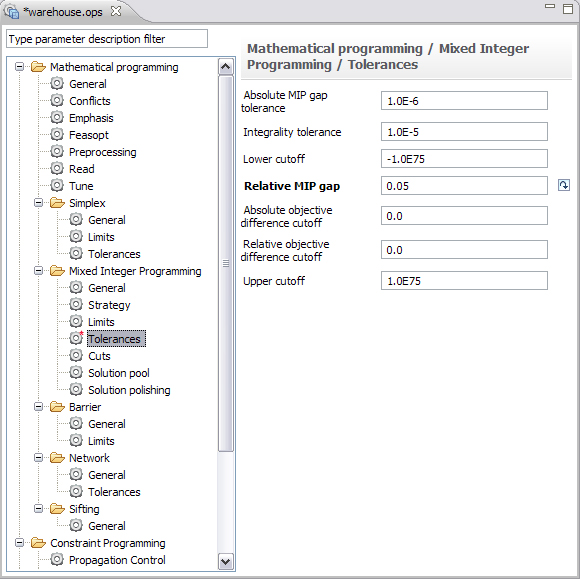 *warehouse.ops
Type parameter description filter
Mathematical programming
General
Conflicts
Emphasis
Feasopt
Preprocessing
Read
Tune
Simplex
General
Limits
Tolerances
Mixed Integer Programming
General
Strategy
Limits
Tolerances
Cuts
Solution pool
Solution polishing
Barrier
General
Limits
Network
General
Tolerances
Sifting
General
Constraint Programming
Propagation Control
Mathematical programming / Mixed Integer
Programming / Tolerances
Absolute MIP gap
tolerance
1.0E-6
Integrality tolerance
1.0E-5
Lower cutoff
-1.0E75
Relative MIP gap
0.05
Absolute objective
difference cutoff
0.0
Relative objective
difference cutoff
0.0
Upper cutoff
1.0E75